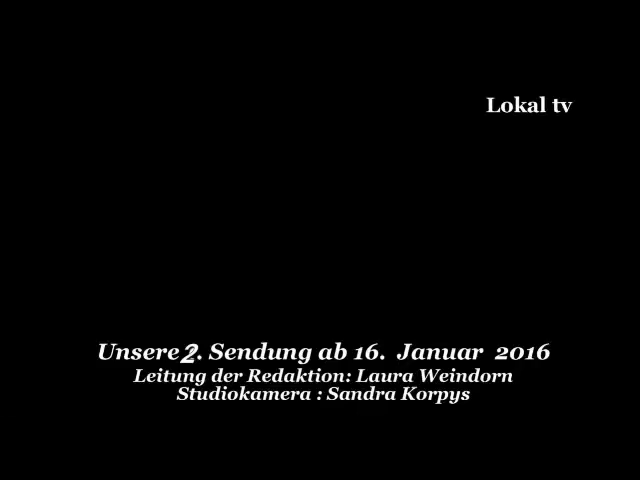 Lokal tv
Unsere 2. Sendung ab 16. Januar 2016
Leitung der Redaktion: Laura Weindorn
Studiokamera : Sandra Korpys